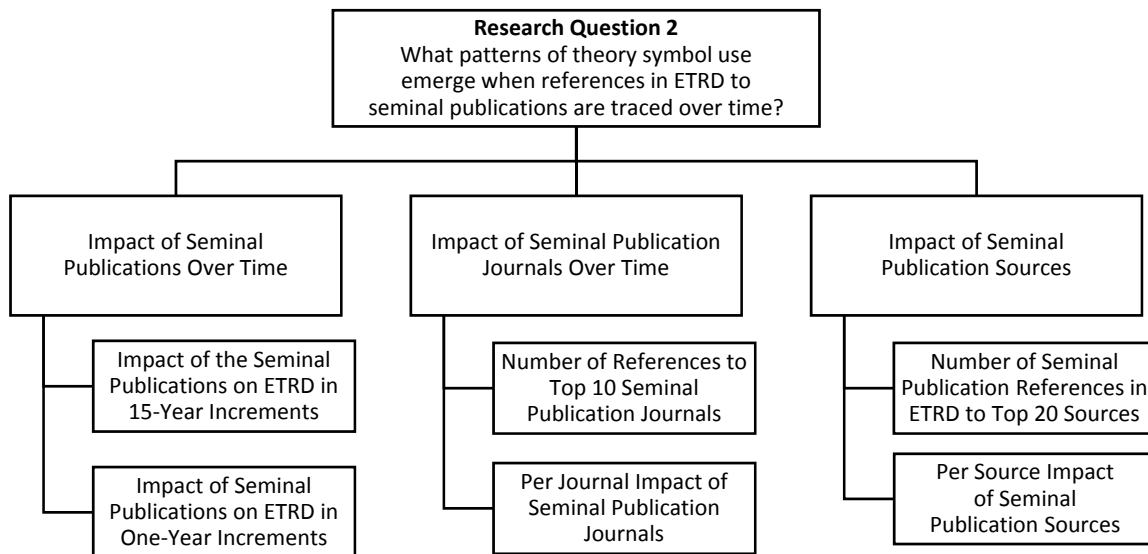 Research Question 2
What patterns of theory symbol use
emerge when references in ETRD to
seminal publications are traced over time?
Impact of Seminal
Publications Over Time
Impact of the Seminal
Publications on ETRD in
15-Year Increments
Impact of Seminal
Publications on ETRD in
One-Year Increments
Impact of Seminal Publication
Journals Over Time
Number of References to
Top 10 Seminal
Publication Journals
Per Journal Impact of
Seminal Publication
Journals
Impact of Seminal
Publication Sources
Number of Seminal
Publication References in
ETRD to Top 20 Sources
Per Source Impact
of Seminal
Publication Sources